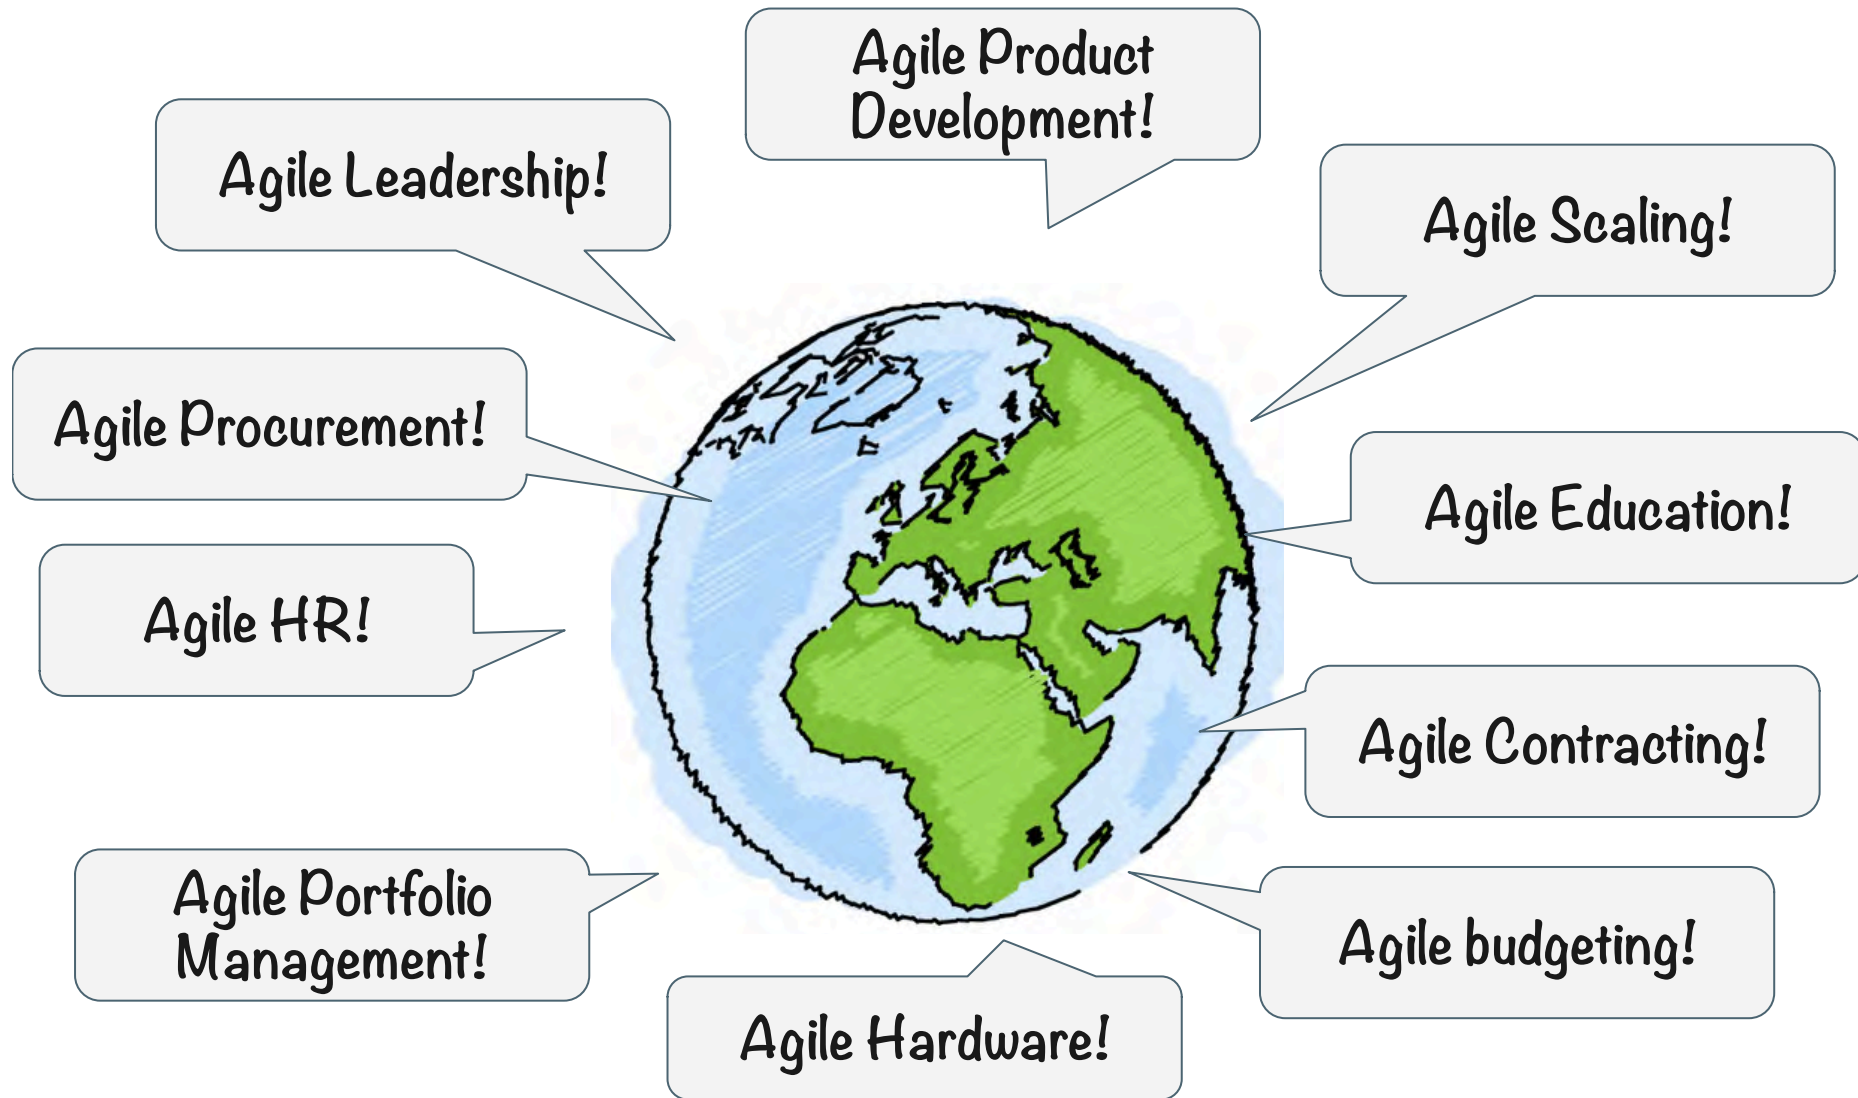 Agile Product
Development!
Agile Leadership!
Agile Scaling!
Agile Procurement!
Agile Education!
Agile HR!
Agile Contracting!
Agile Portfolio
Management!
Agile budgeting!
Agile Hardware!